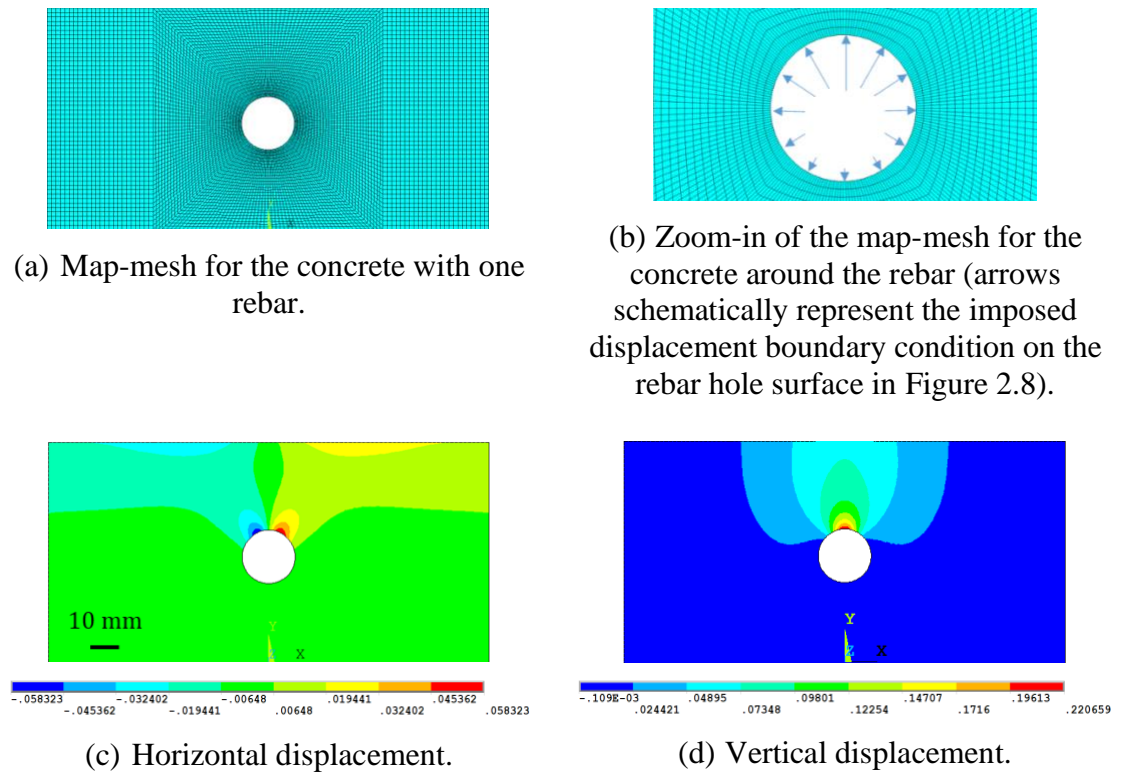 X
(a) Map-mesh for the concrete with one
rebar.
(b) Zoom-in of the map-mesh for the
concrete around the rebar (arrows
schematically represent the imposed
displacement boundary condition on the
rebar hole surface in Figure 2.8).
10 mm
Y
Z
X
-.058323 -.032402 -.00648 .019441 .045362
-.045362 -.019441 .00648 .032402 .058323
(c) Horizontal displacement.
Y
Z
X
-.109E-03 .04895 .09801 .14707 .19613
.024421 .07348 .12254 .1716 .220659
(d) Vertical displacement.